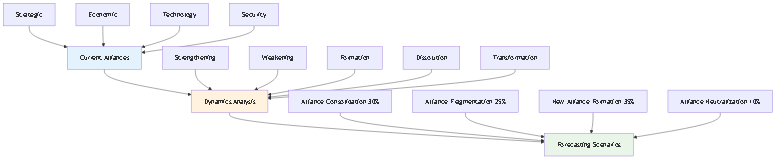 Strategic
Economic
Technology
Security
Current Alliances
Strengthening
Weakening
Formation
Dissolution
Transformation
Dynamics Analysis
Alliance Consolidation 30%
Alliance Fragmentation 25%
New Alliance Formation 35%
Alliance Neutralization 10%
Forecasting Scenarios